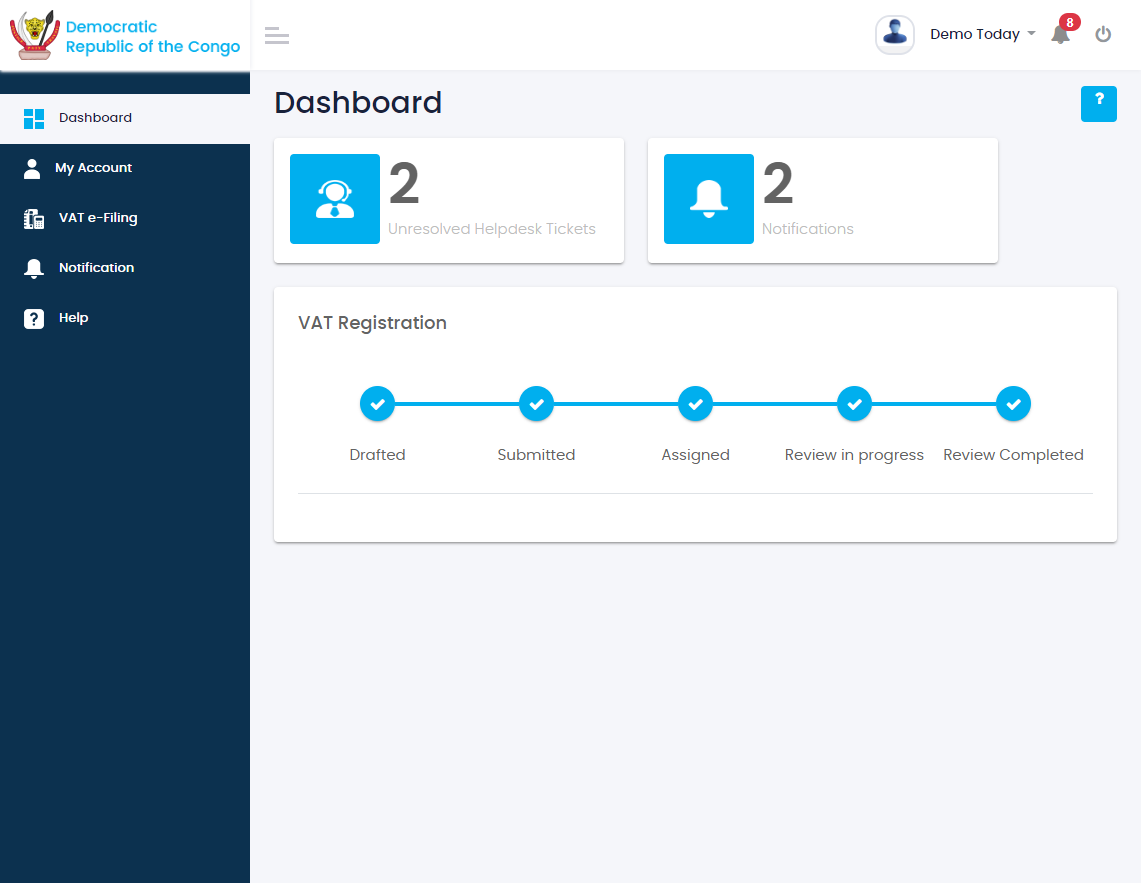 Democratic
Republic of the Congo
Demo Today
8
Dashboard
My Account
VAT e-Filing
Notification
? Help
Dashboard
?
2
Unresolved Helpdesk Tickets
2
Notifications
VAT Registration
Drafted Submitted Assigned Review in progress Review Completed